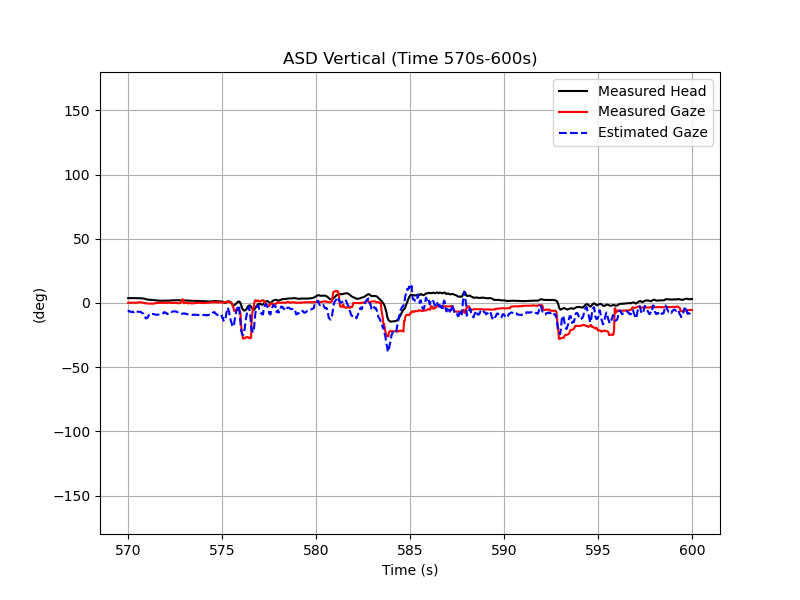 ASD Vertical (Time 570s-600s)
Measured Head
Measured Gaze
Estimated Gaze
150
100
50
0
−50
−100
−150
(deg)
570 575 580 585 590 595 600
Time (s)